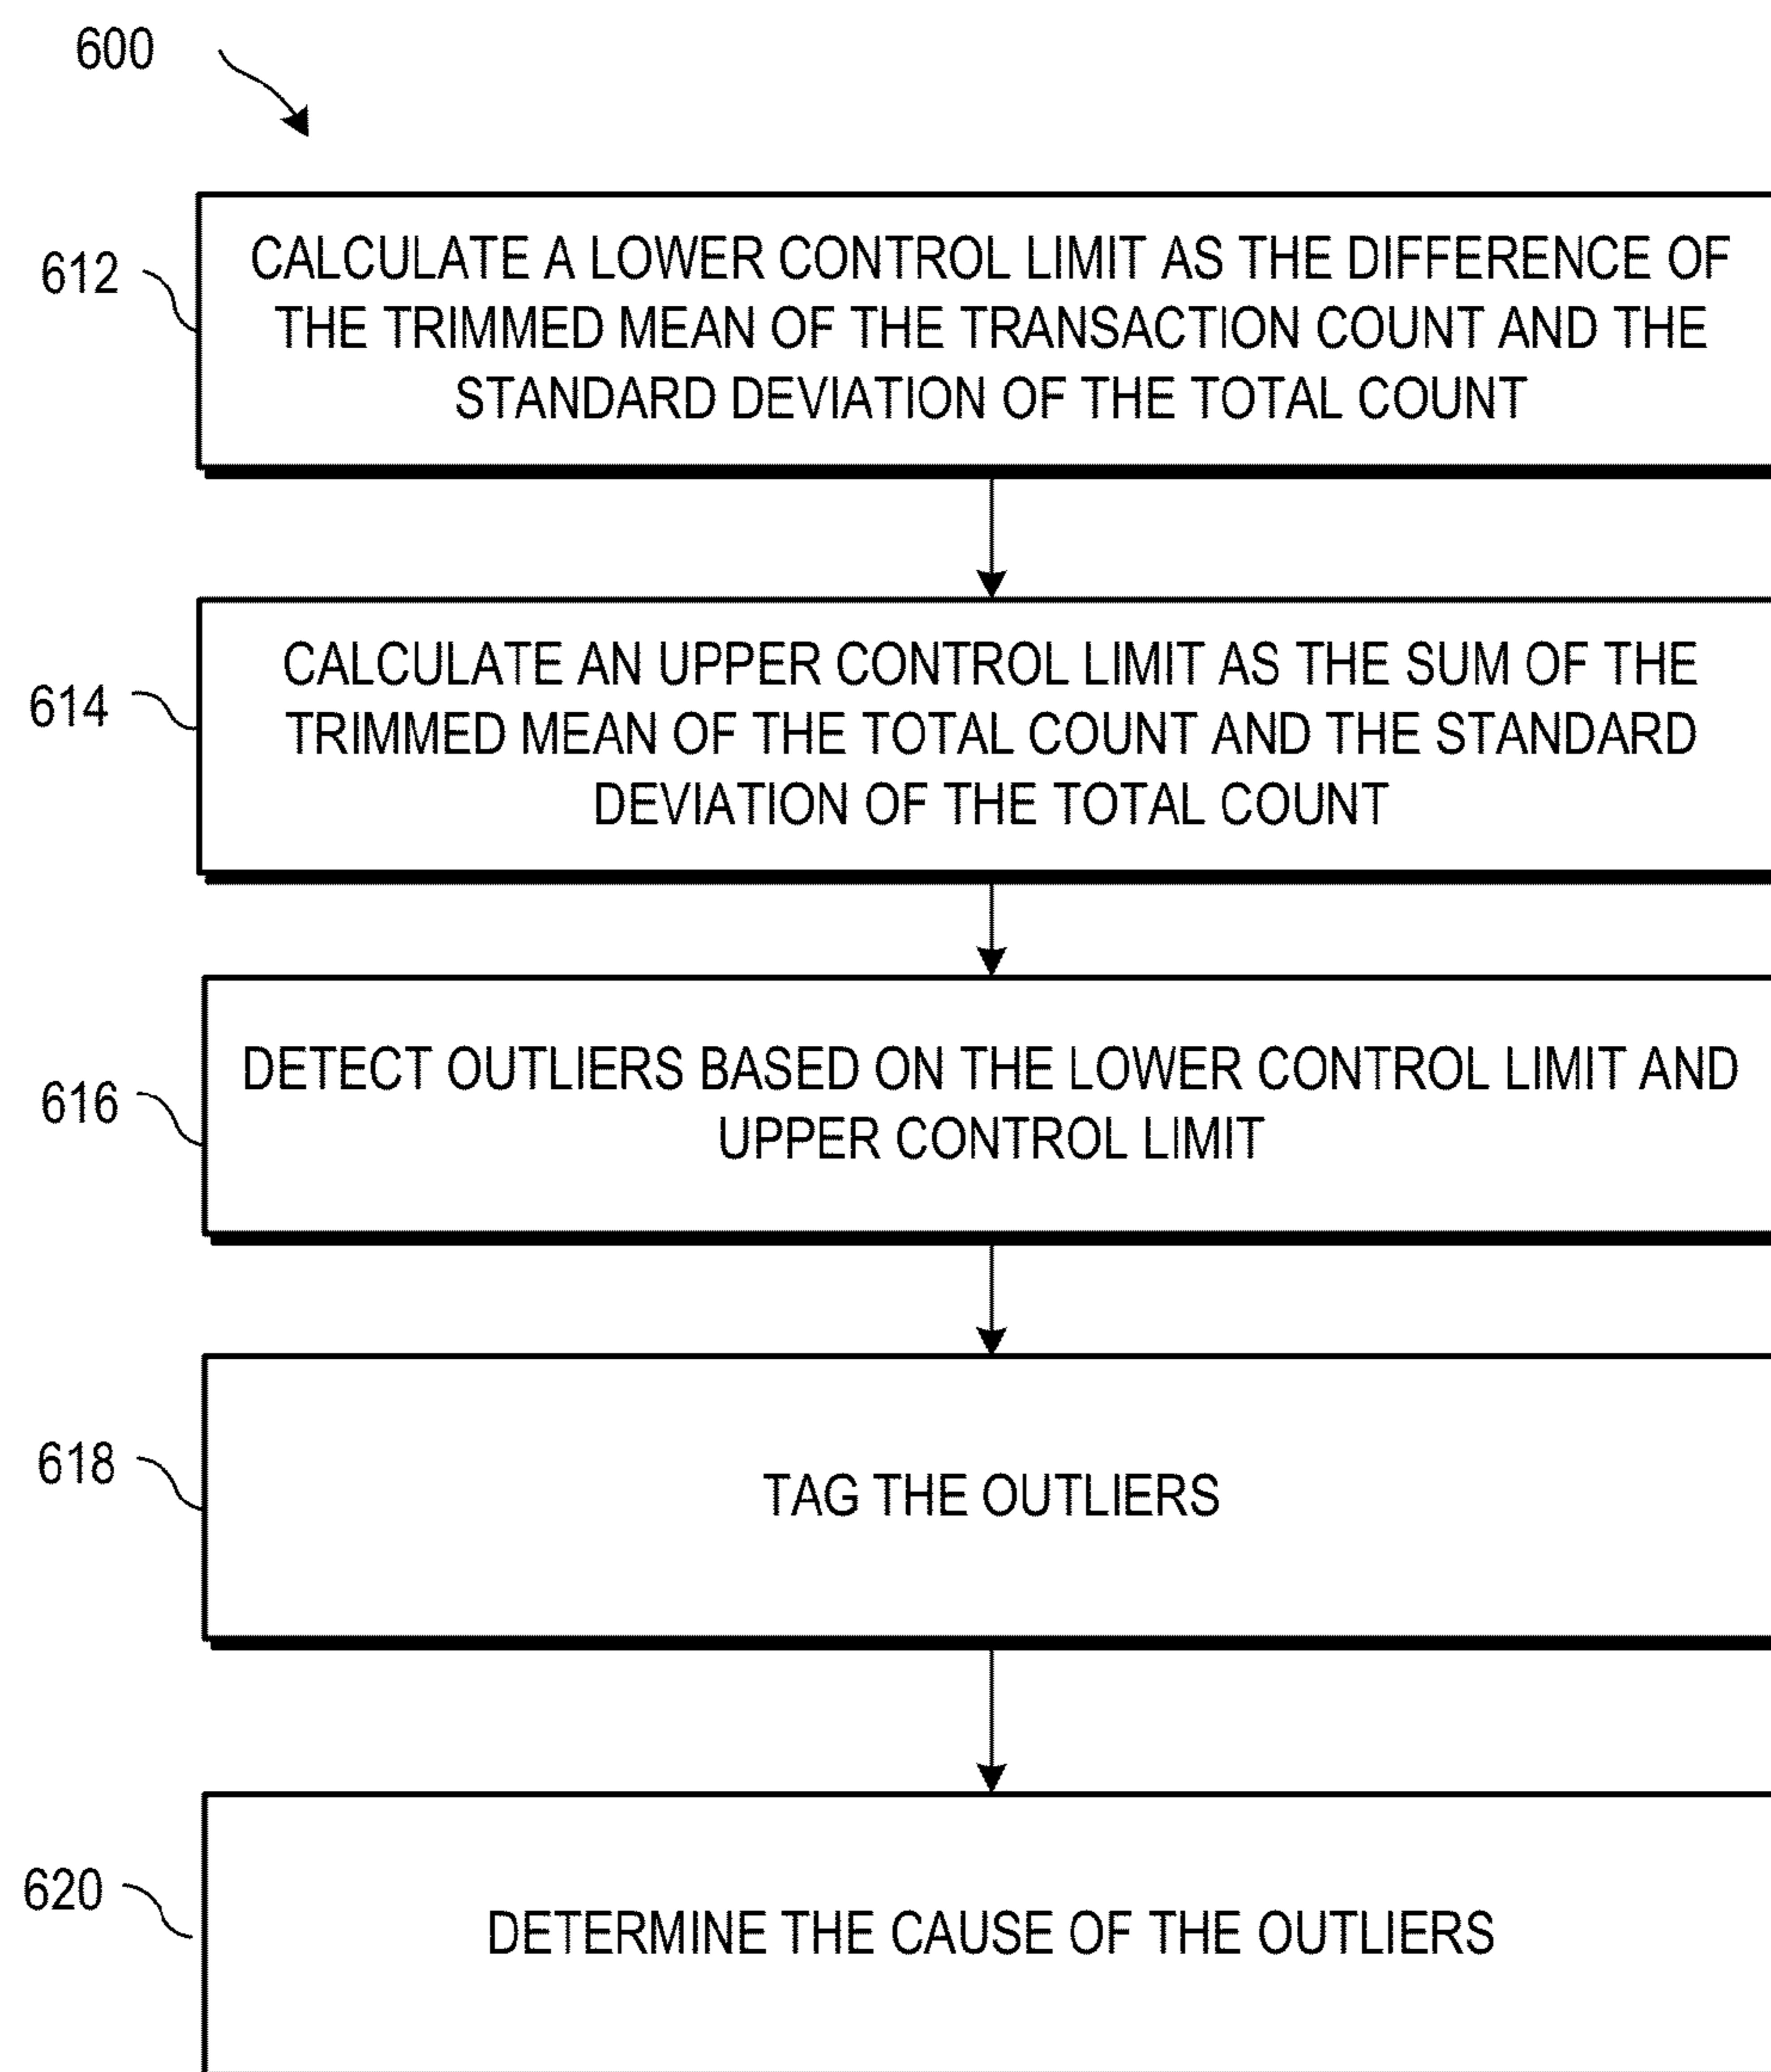 600
612
CALCULATE A LOWER CONTROL LIMIT AS THE DIFFERENCE OF
THE TRIMMED MEAN OF THE TRANSACTION COUNT AND THE
STANDARD DEVIATION OF THE TOTAL COUNT
614
CALCULATE AN UPPER CONTROL LIMIT AS THE SUM OF THE
TRIMMED MEAN OF THE TOTAL COUNT AND THE STANDARD
DEVIATION OF THE TOTAL COUNT
616
DETECT OUTLIERS BASED ON THE LOWER CONTROL LIMIT AND
UPPER CONTROL LIMIT
618
TAG THE OUTLIERS
620
DETERMINE THE CAUSE OF THE OUTLIERS